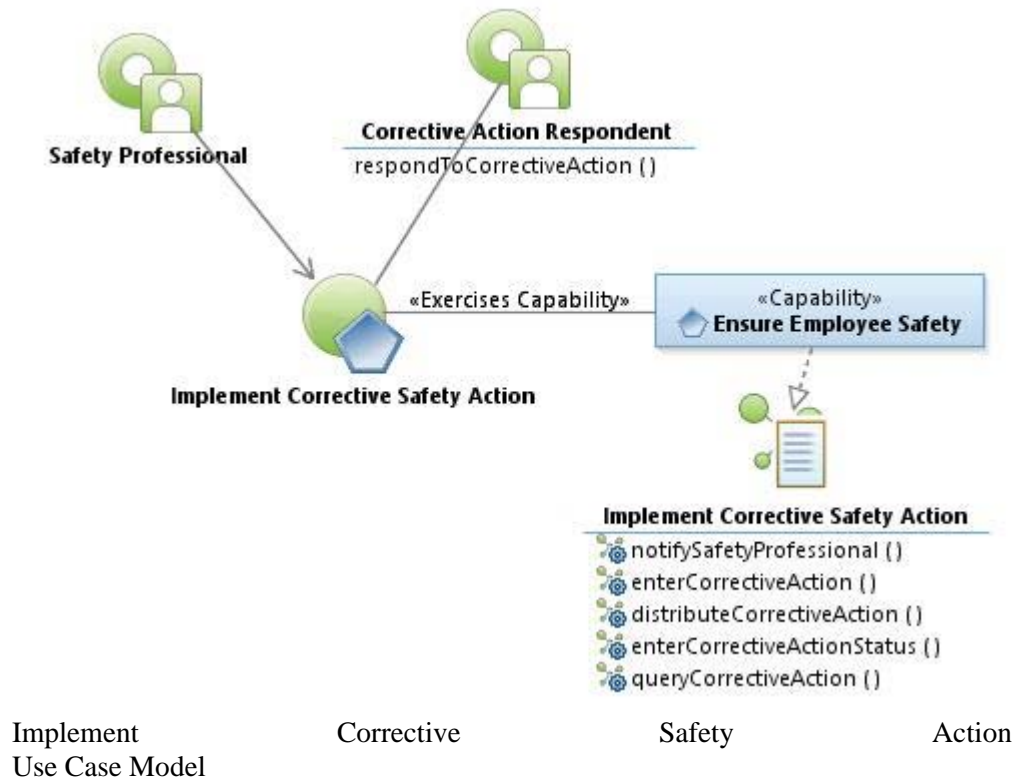 Safety Professional
Corrective Action Respondent
respondToCorrectiveAction ( )
«Exercises Capability»
«Capability»
Ensure Employee Safety
Implement Corrective Safety Action
Implement Corrective Safety Action
notifySafetyProfessional ( )
enterCorrectiveAction ( )
distributeCorrectiveAction ( )
enterCorrectiveActionStatus ( )
queryCorrectiveAction ( )
Implement Corrective Safety Action
Use Case Model